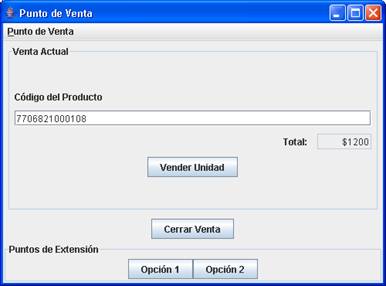 Punto de Venta
Punto de Venta
Venta Actual
Código del Producto
7706821000108
Total: $1200
Vender Unidad
Cerrar Venta
Puntos de Extensión
Opción 1 Opción 2